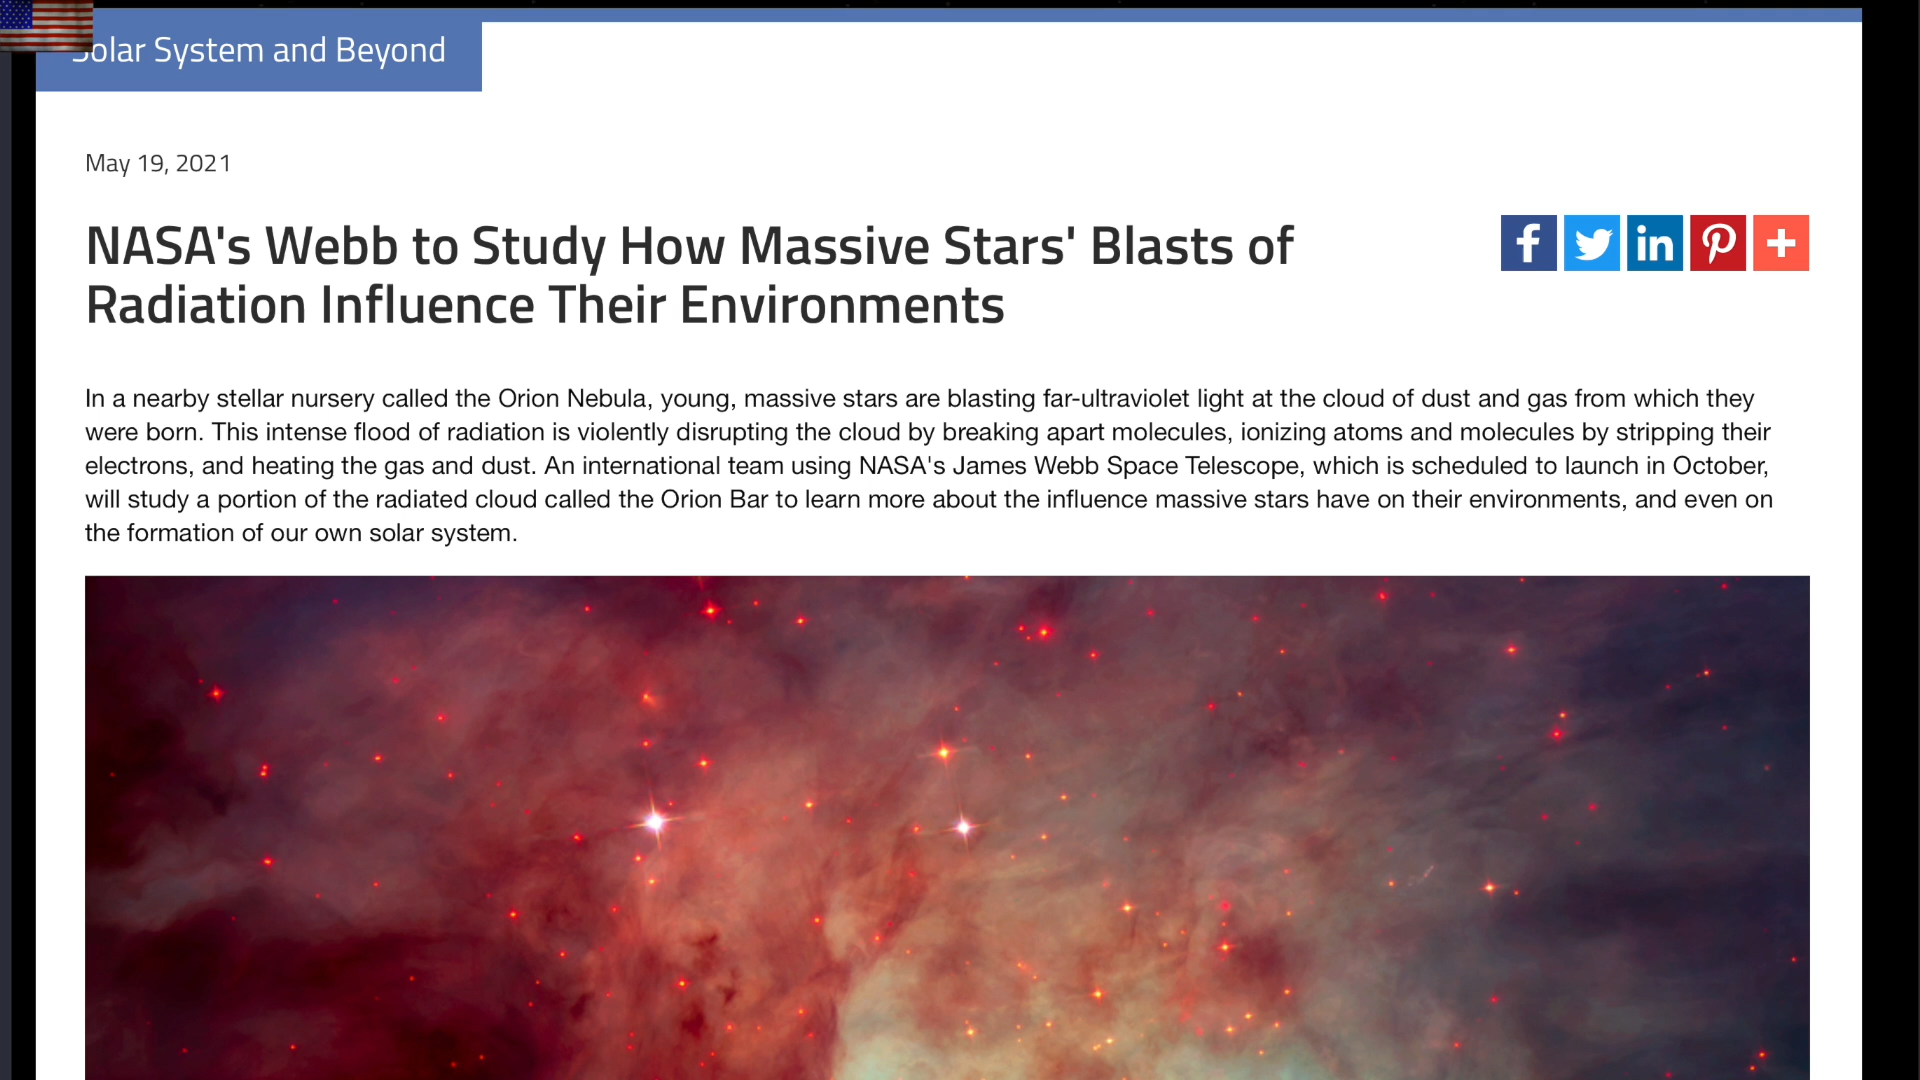 Solar System and Beyond
May 19, 2021
NASA's Webb to Study How Massive Stars' Blasts of
Radiation Influence Their Environments
In a nearby stellar nursery called the Orion Nebula, young, massive stars are blasting far-ultraviolet light at the cloud of dust and gas from which they
were born. This intense flood of radiation is violently disrupting the cloud by breaking apart molecules, ionizing atoms and molecules by stripping their
electrons, and heating the gas and dust. An international team using NASA's James Webb Space Telescope, which is scheduled to launch in October,
will study a portion of the radiated cloud called the Orion Bar to learn more about the influence massive stars have on their environments, and even on
the formation of our own solar system.